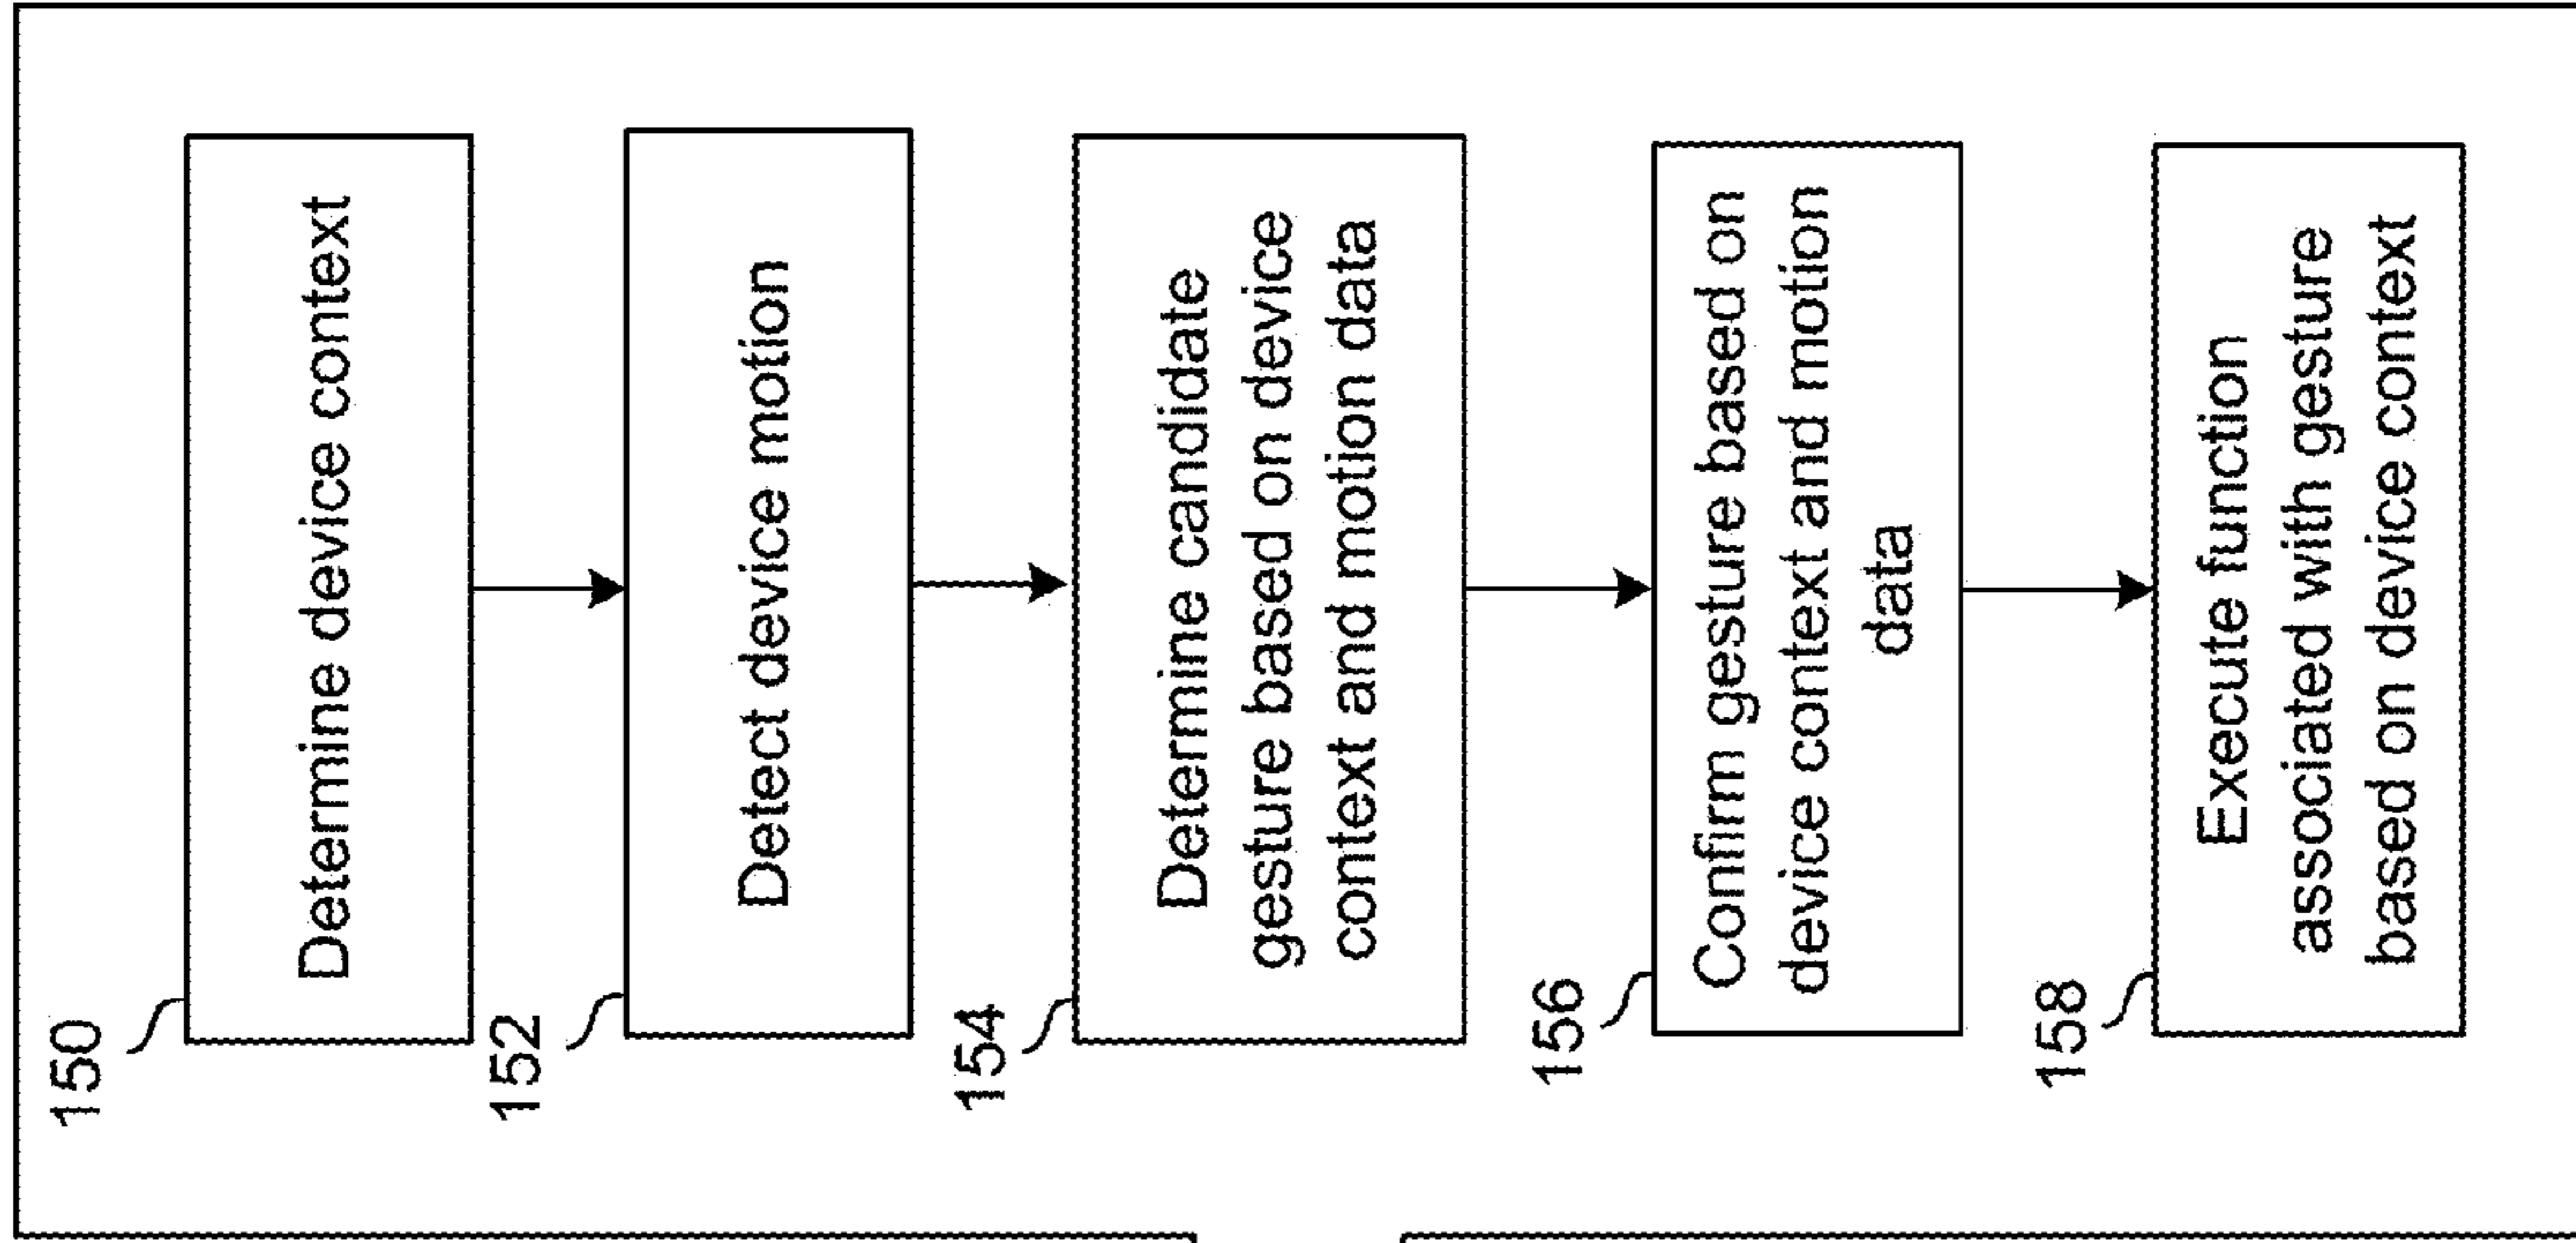 150
Determine device context
152
Detect device motion
154
Determine candidate
gesture based on device
context and motion data
156
Confirm gesture based on
device context and motion
data
158
Execute function
associated with gesture
based on device context